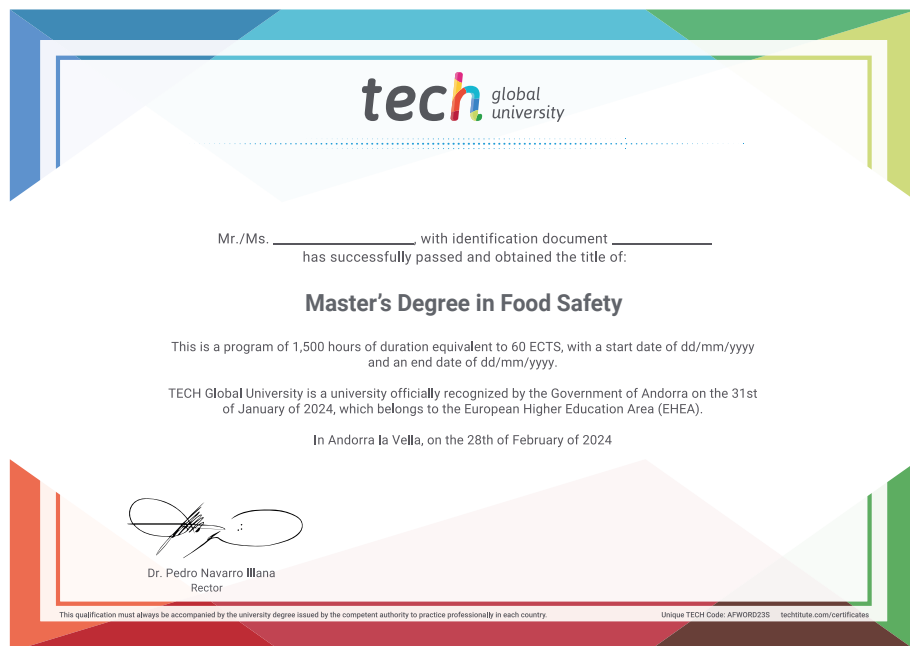 tech global university
Mr./Ms. ____________, with identification document ____________
has successfully passed and obtained the title of:
Master's Degree in Food Safety
This is a program of 1,500 hours of duration equivalent to 60 ECTS, with a start date of dd/mm/yyyy
and an end date of dd/mm/yyyy.
TECH Global University is a university officially recognized by the Government of Andorra on the 31st
of January of 2024, which belongs to the European Higher Education Area (EHEA).
In Andorra la Vella, on the 28th of February of 2024
Dr. Pedro Navarro Illana
Rector
This qualification must always be accompanied by the university degree issued by the competent authority to practice professionally in each country. Unique TECH Code: AFWORD23S techtitute.com/certificates